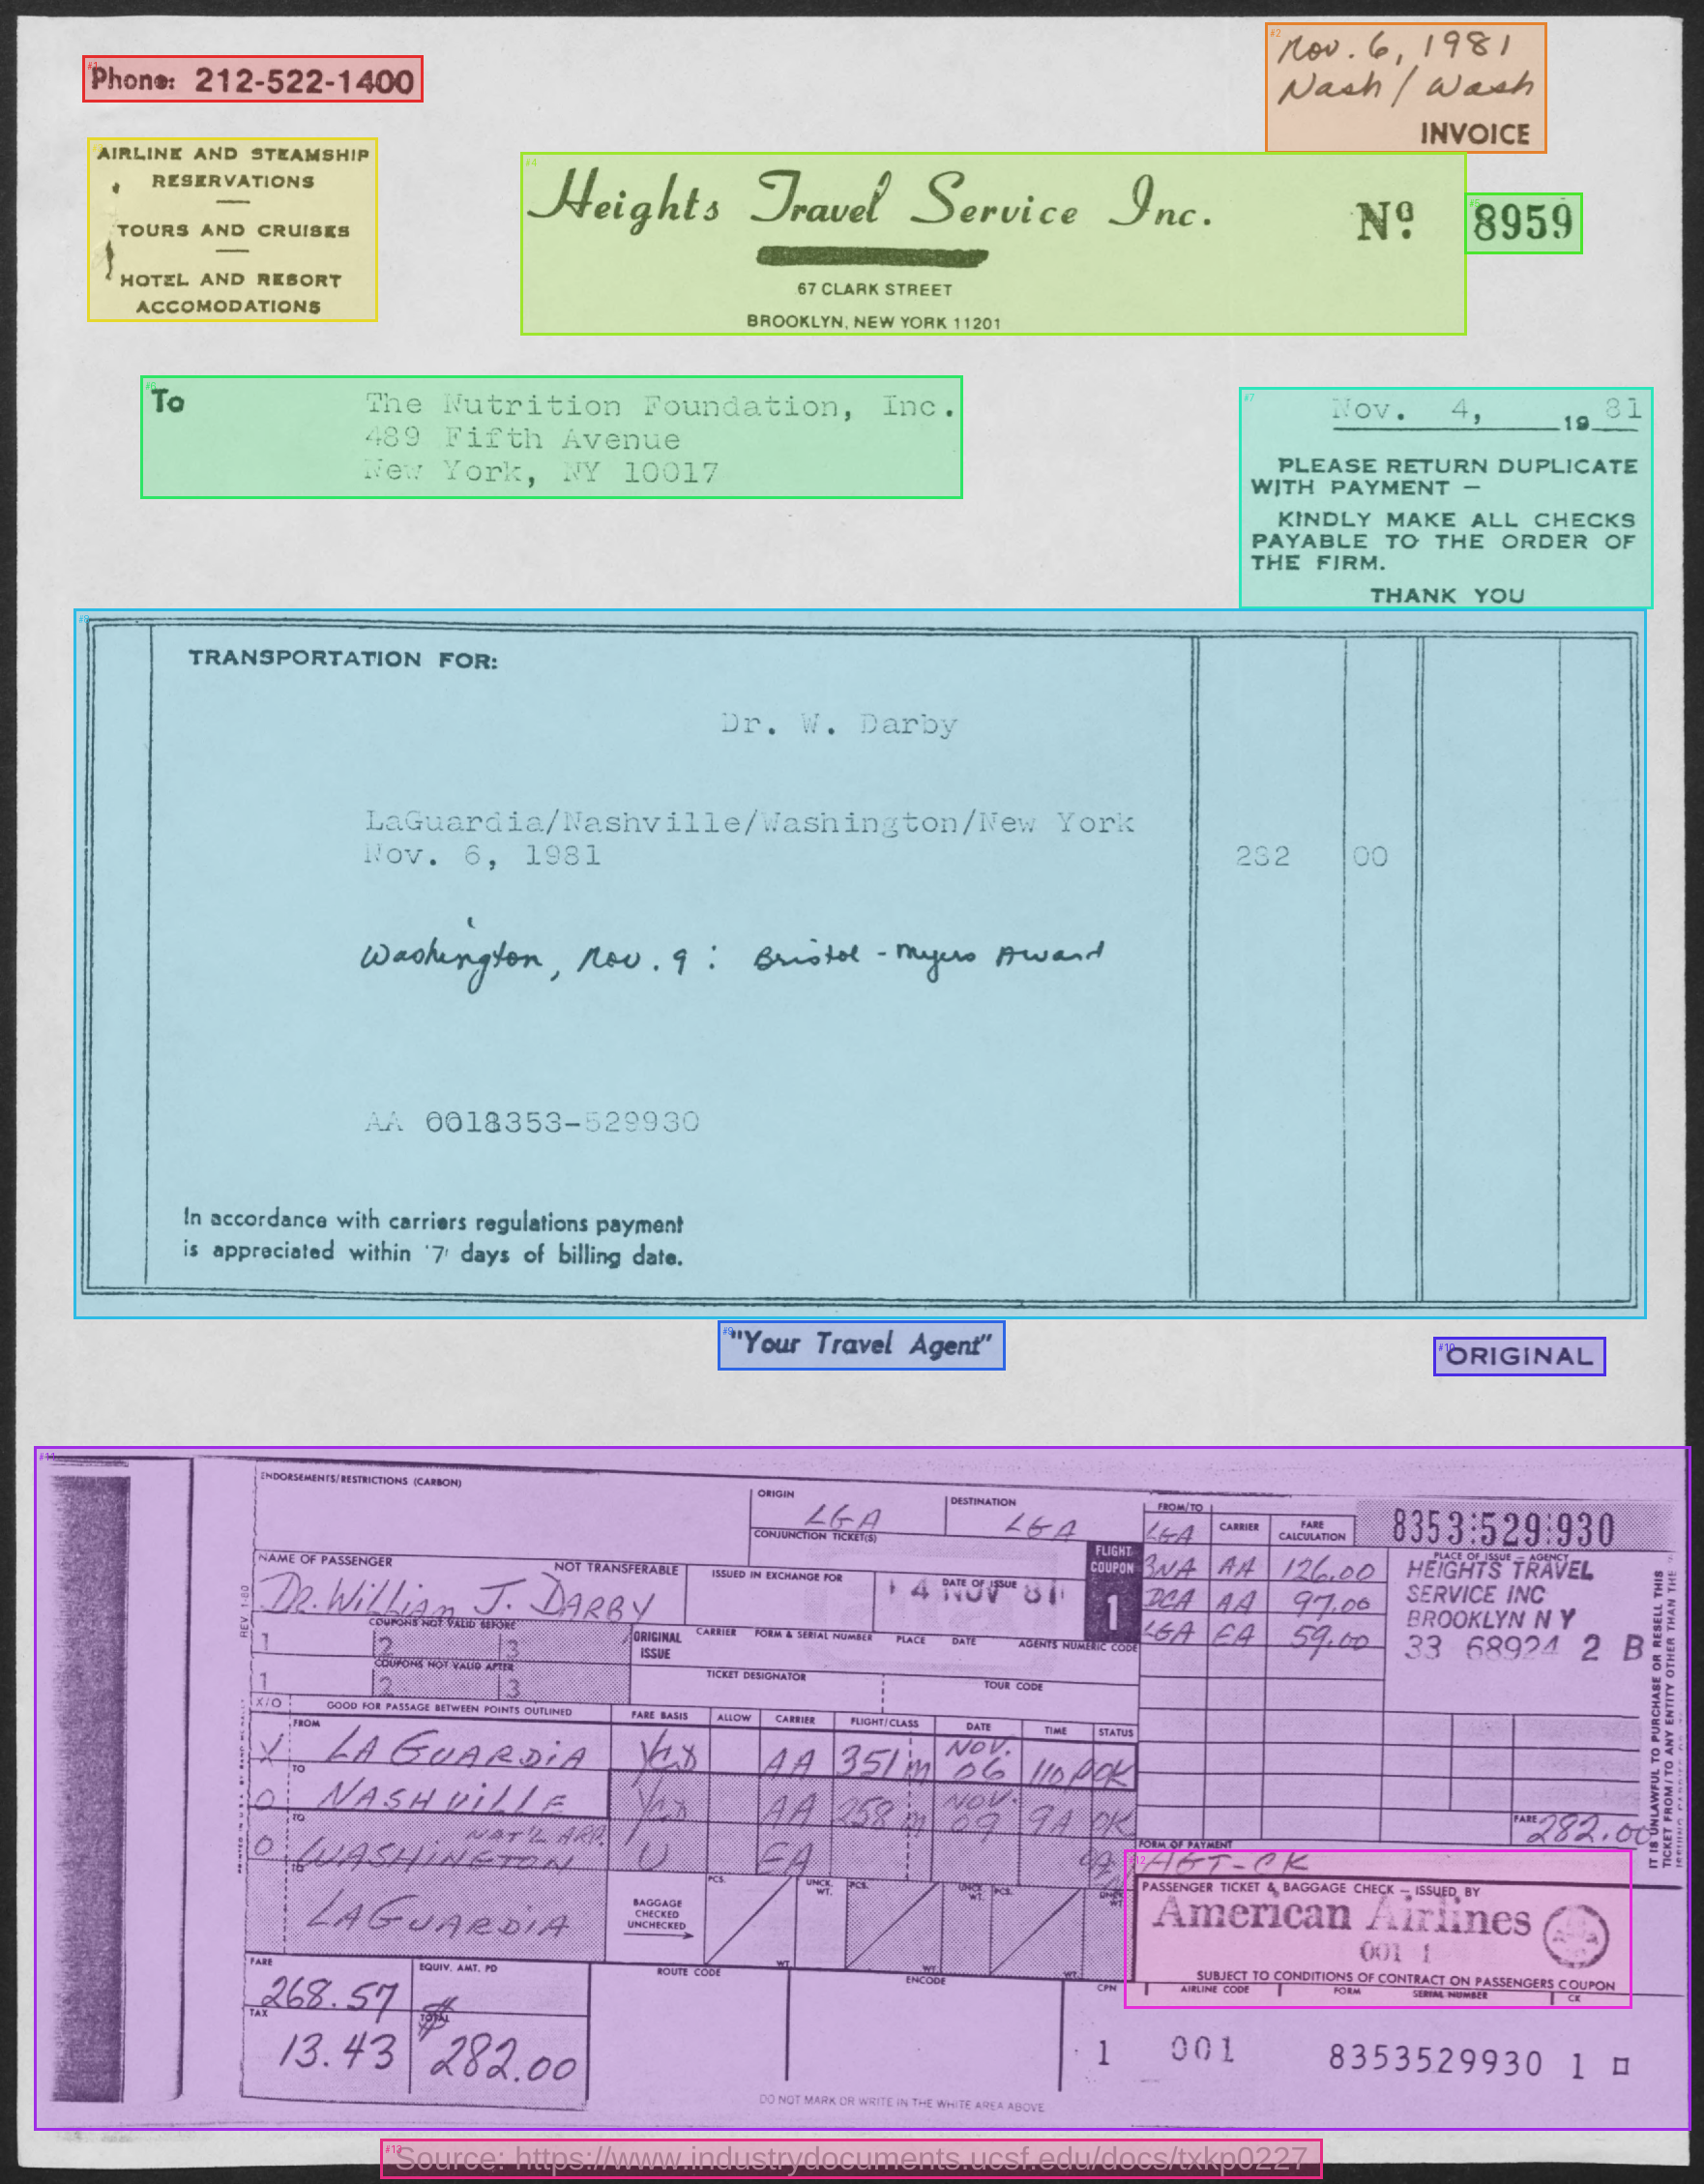 Phone: 212-522-1400
Nov. 6, 1981
Nash / Wash
INVOICE
AIRLINE AND STEAMSHIP
RESERVATIONS
TOURS AND CRUISES
HOTEL AND RESORT
ACCOMODATIONS
Heights Travel Service Inc.
Nº 8959
67 CLARK STREET
BROOKLYN, NEW YORK 11201
To The Nutrition Foundation, Inc.
489 Fifth Avenue
New York, NY 10017
Nov. 4, 19 81
PLEASE RETURN DUPLICATE
WITH PAYMENT —
KINDLY MAKE ALL CHECKS
PAYABLE TO THE ORDER OF
THE FIRM.
THANK YOU
TRANSPORTATION FOR:
Dr. W. Darby
LaGuardia/Nashville/Washington/New York
Nov. 6, 1981 282 00
Washington, Nov. 9 : Bristol - Myers Award
AA 0018353-529930
In accordance with carriers regulations payment
is appreciated within '7' days of billing date.
"Your Travel Agent"
ORIGINAL
ENDORSEMENTS/RESTRICTIONS (CARBON)
ORIGIN LGA
DESTINATION LGA
CONJUNCTION TICKET(S)
FROM/TO CARRIER FARE CALCULATION
8353:529:930
LGA
BNA AA 126.00
DCA AA 97.00
LGA EA 59.00
PLACE OF ISSUE - AGENCY
HEIGHTS TRAVEL
SERVICE INC
BROOKLYN N Y
33 68924 2 B
NAME OF PASSENGER NOT TRANSFERABLE
DR. William J. DARBY
ISSUED IN EXCHANGE FOR
DATE OF ISSUE
4 NOV 81
FLIGHT COUPON 1
COUPONS NOT VALID BEFORE
1 2 3
COUPONS NOT VALID AFTER
1 2 3
ORIGINAL ISSUE CARRIER FORM & SERIAL NUMBER PLACE DATE AGENTS NUMERIC CODE
TICKET DESIGNATOR TOUR CODE
X/O GOOD FOR PASSAGE BETWEEN POINTS OUTLINED FARE BASIS ALLOW CARRIER FLIGHT/CLASS DATE TIME STATUS
FROM
X LA GUARDIA AA 351 m NOV. 06 110P OK
TO
O NASHVILLE AA 258 m NOV. 09 9A OK
TO
NAT'L ARP.
O WASHINGTON U EA
TO
LAGUARDIA
BAGGAGE CHECKED UNCHECKED
PCS. UNCK. WT. PCS. UNCK. WT. PCS. UNCK. WT.
WT. WT. WT.
FARE 282.00
FORM OF PAYMENT
AGT-CK
PASSENGER TICKET & BAGGAGE CHECK — ISSUED BY
American Airlines
001 1
SUBJECT TO CONDITIONS OF CONTRACT ON PASSENGERS COUPON
FARE 268.57
EQUIV. AMT. PD
ROUTE CODE
ENCODE
CPN AIRLINE CODE FORM SERIAL NUMBER CK
TAX 13.43
TOTAL $ 282.00
1 001 8353529930 1
DO NOT MARK OR WRITE IN THE WHITE AREA ABOVE
REV. 1-80
IT IS UNLAWFUL TO PURCHASE OR RESELL THIS
TICKET FROM/TO ANY ENTITY OTHER THAN THE
Source: https://www.industrydocuments.ucsf.edu/docs/txkp0227